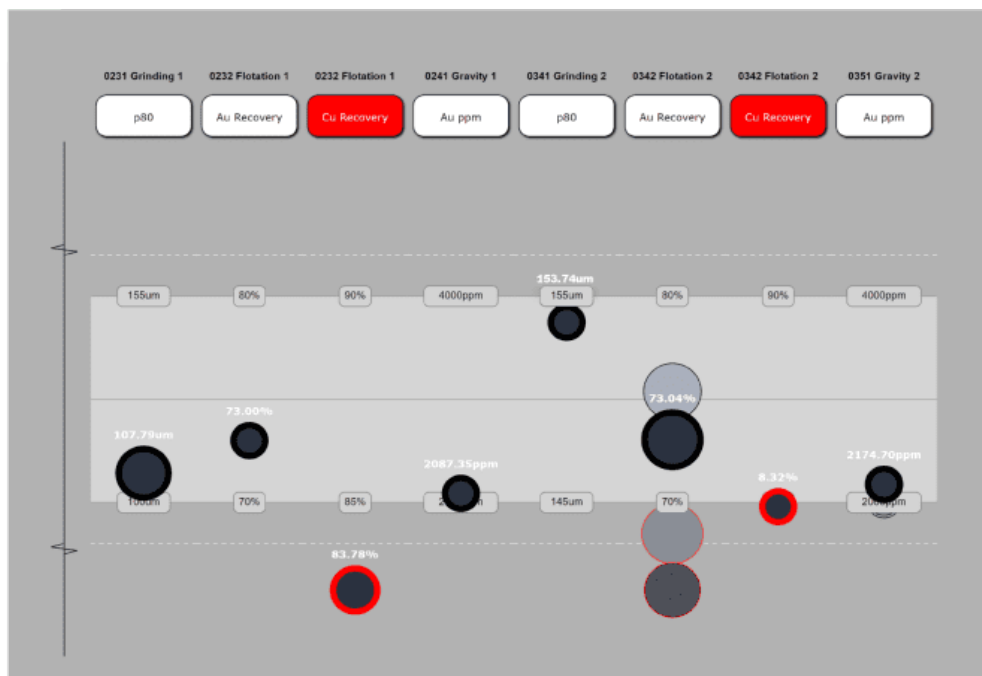 0231 Grinding 1 0232 Flotation 1 0232 Flotation 1 0241 Gravity 1 0341 Grinding 2 0342 Flotation 2 0342 Flotation 2 0351 Gravity 2
p80 Au Recovery Cu Recovery Au ppm p80 Au Recovery Cu Recovery Au ppm
153.74um
155um 80% 90% 4000ppm 155um 80% 90% 4000ppm
73.04%
73.00%
107.79um
2174.70ppm
2087.35ppm
8.32%
70% 85% 145um 70%
83.78%